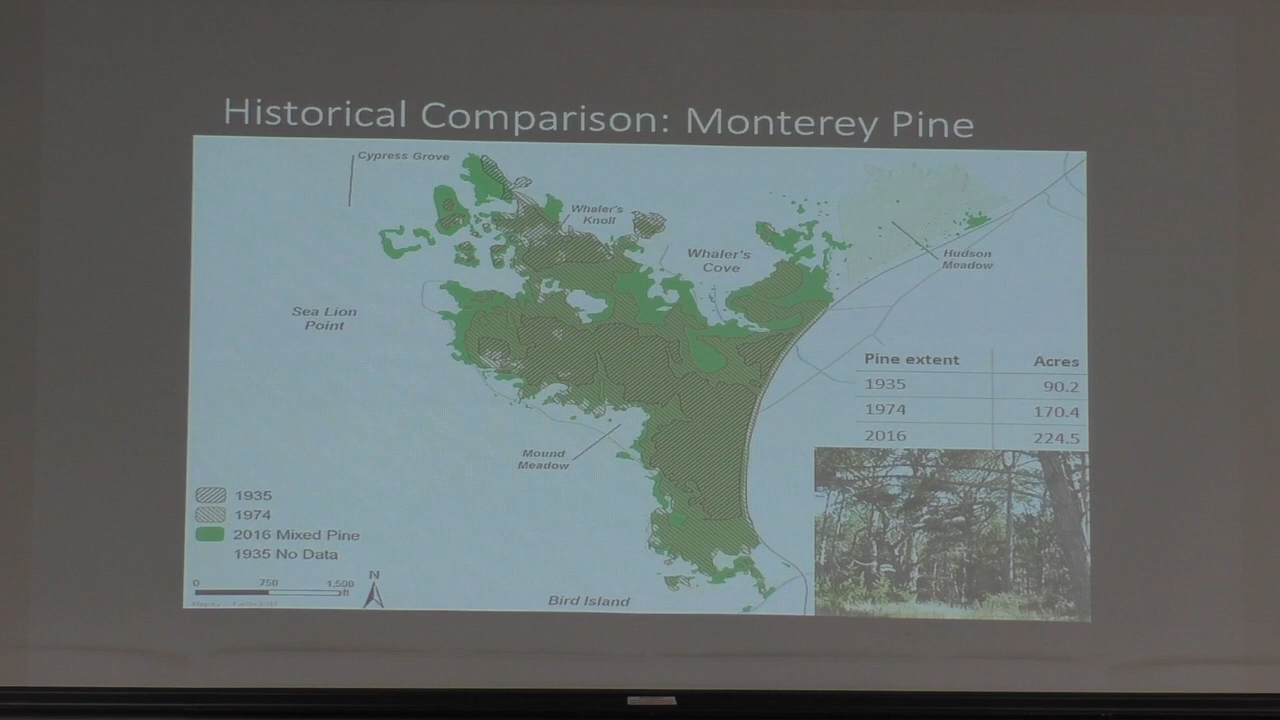 Historical Comparison: Monterey Pine
Cypress Grove
Whaler's
Knoll
Whaler's
Cove
Hudson
Meadow
Sea Lion
Point
Pine extent Acres
1935 90.2
1974 170.4
2016 224.5
Mound
Meadow
1935
1974
2016 Mixed Pine
1935 No Data
0 750 1,500
ft
N
Bird Island